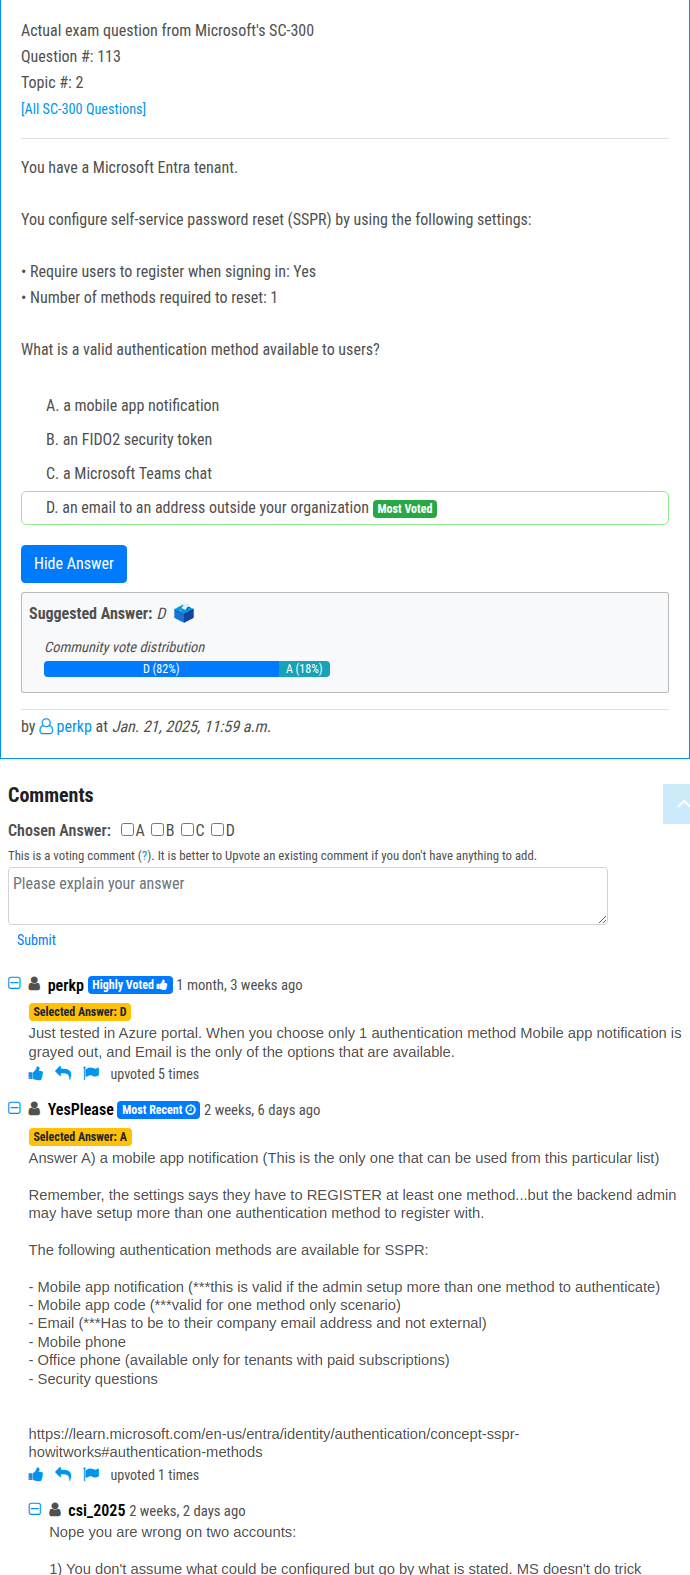 Actual exam question from Microsoft's SC-300
Question #: 113
Topic #: 2
[All SC-300 Questions]
You have a Microsoft Entra tenant.
You configure self-service password reset (SSPR) by using the following settings:
• Require users to register when signing in: Yes
• Number of methods required to reset: 1
What is a valid authentication method available to users?
A. a mobile app notification
B. an FIDO2 security token
C. a Microsoft Teams chat
D. an email to an address outside your organization Most Voted
Hide Answer
Suggested Answer: D
Community vote distribution
D (82%) A (18%)
by perkp at Jan. 21, 2025, 11:59 a.m.
Comments
Chosen Answer: A B C D
This is a voting comment (?). It is better to Upvote an existing comment if you don't have anything to add.
Please explain your answer
Submit
perkp Highly Voted 1 month, 3 weeks ago
Selected Answer: D
Just tested in Azure portal. When you choose only 1 authentication method Mobile app notification is
grayed out, and Email is the only of the options that are available.
upvoted 5 times
YesPlease Most Recent 2 weeks, 6 days ago
Selected Answer: A
Answer A) a mobile app notification (This is the only one that can be used from this particular list)
Remember, the settings says they have to REGISTER at least one method...but the backend admin
may have setup more than one authentication method to register with.
The following authentication methods are available for SSPR:
- Mobile app notification (***this is valid if the admin setup more than one method to authenticate)
- Mobile app code (***valid for one method only scenario)
- Email (***Has to be to their company email address and not external)
- Mobile phone
- Office phone (available only for tenants with paid subscriptions)
- Security questions
https://learn.microsoft.com/en-us/entra/identity/authentication/concept-sspr-
howitworks#authentication-methods
upvoted 1 times
csi_2025 2 weeks, 2 days ago
Nope you are wrong on two accounts:
1) You don't assume what could be configured but go by what is stated. MS doesn't do trick